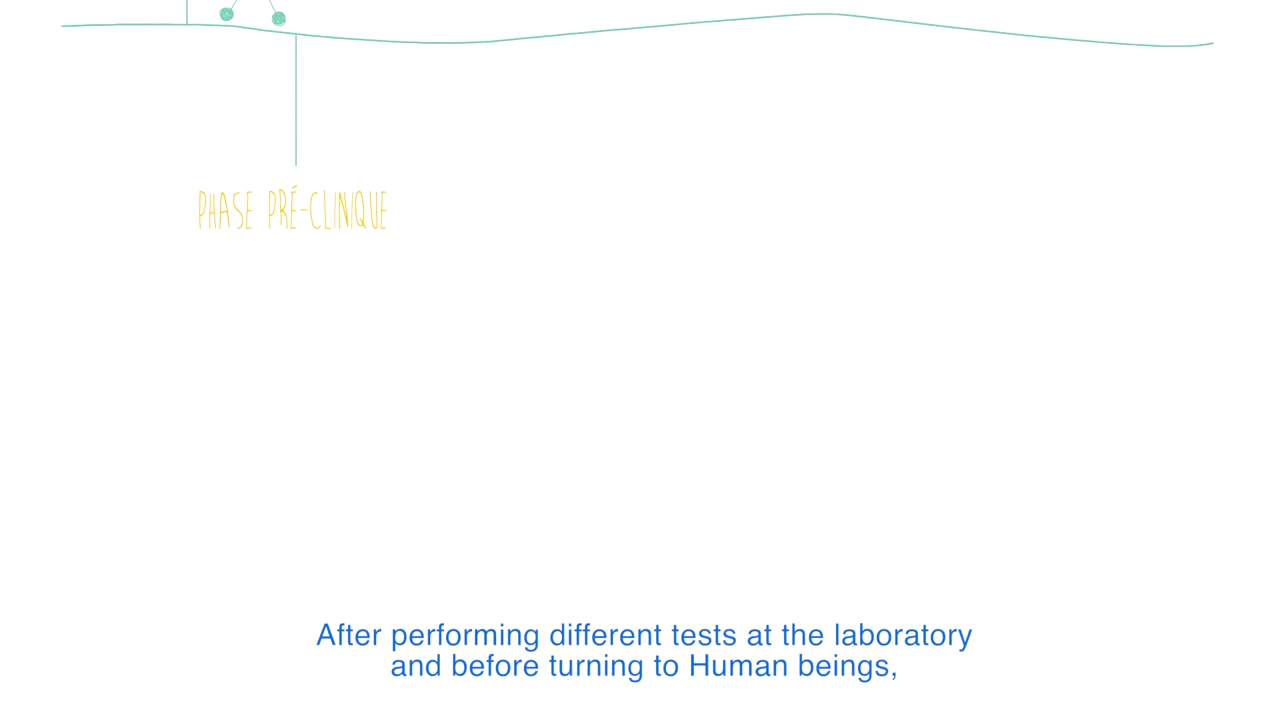 PHASE PRÉ-CLINIQUE
After performing different tests at the laboratory
and before turning to Human beings,